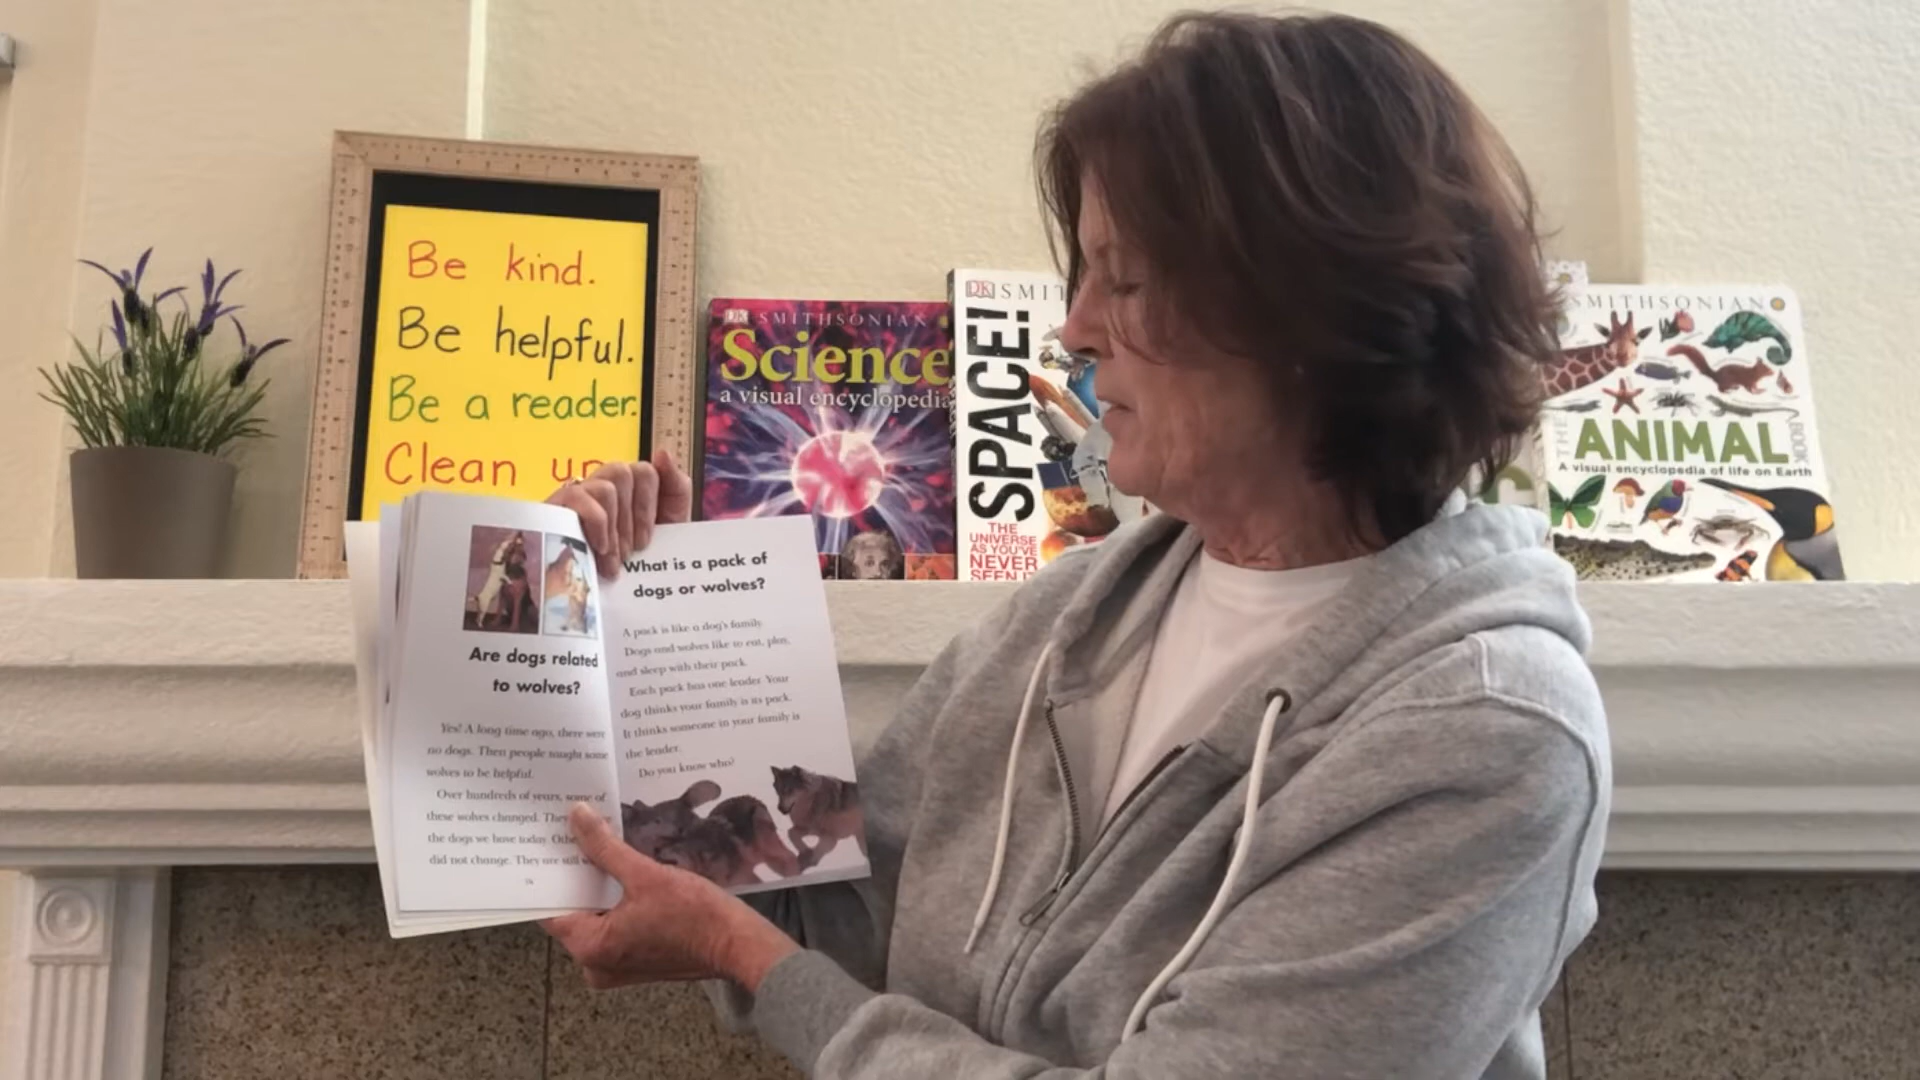 Be kind.
Be helpful.
Be a reader.
Clean up
DK SMITHSONIAN
Science
a visual encyclopedia
DK SMIT
SPACE!
THE
UNIVERSE
AS YOU'VE
NEVER
SEEN IT
SMITHSONIAN
THE
ANIMAL
BOOK
A visual encyclopedia of life on Earth
Are dogs related
to wolves?
Yes! A long time ago, there were
no dogs. Then people taught some
wolves to be helpful.
Over hundreds of years, some of
these wolves changed. They
the dogs we have today. Othe
did not change. They are still w
What is a pack of
dogs or wolves?
A pack is like a dog's family.
Dogs and wolves like to eat, play,
and sleep with their pack.
Each pack has one leader. Your
dog thinks your family is its pack.
It thinks someone in your family is
the leader.
Do you know who?